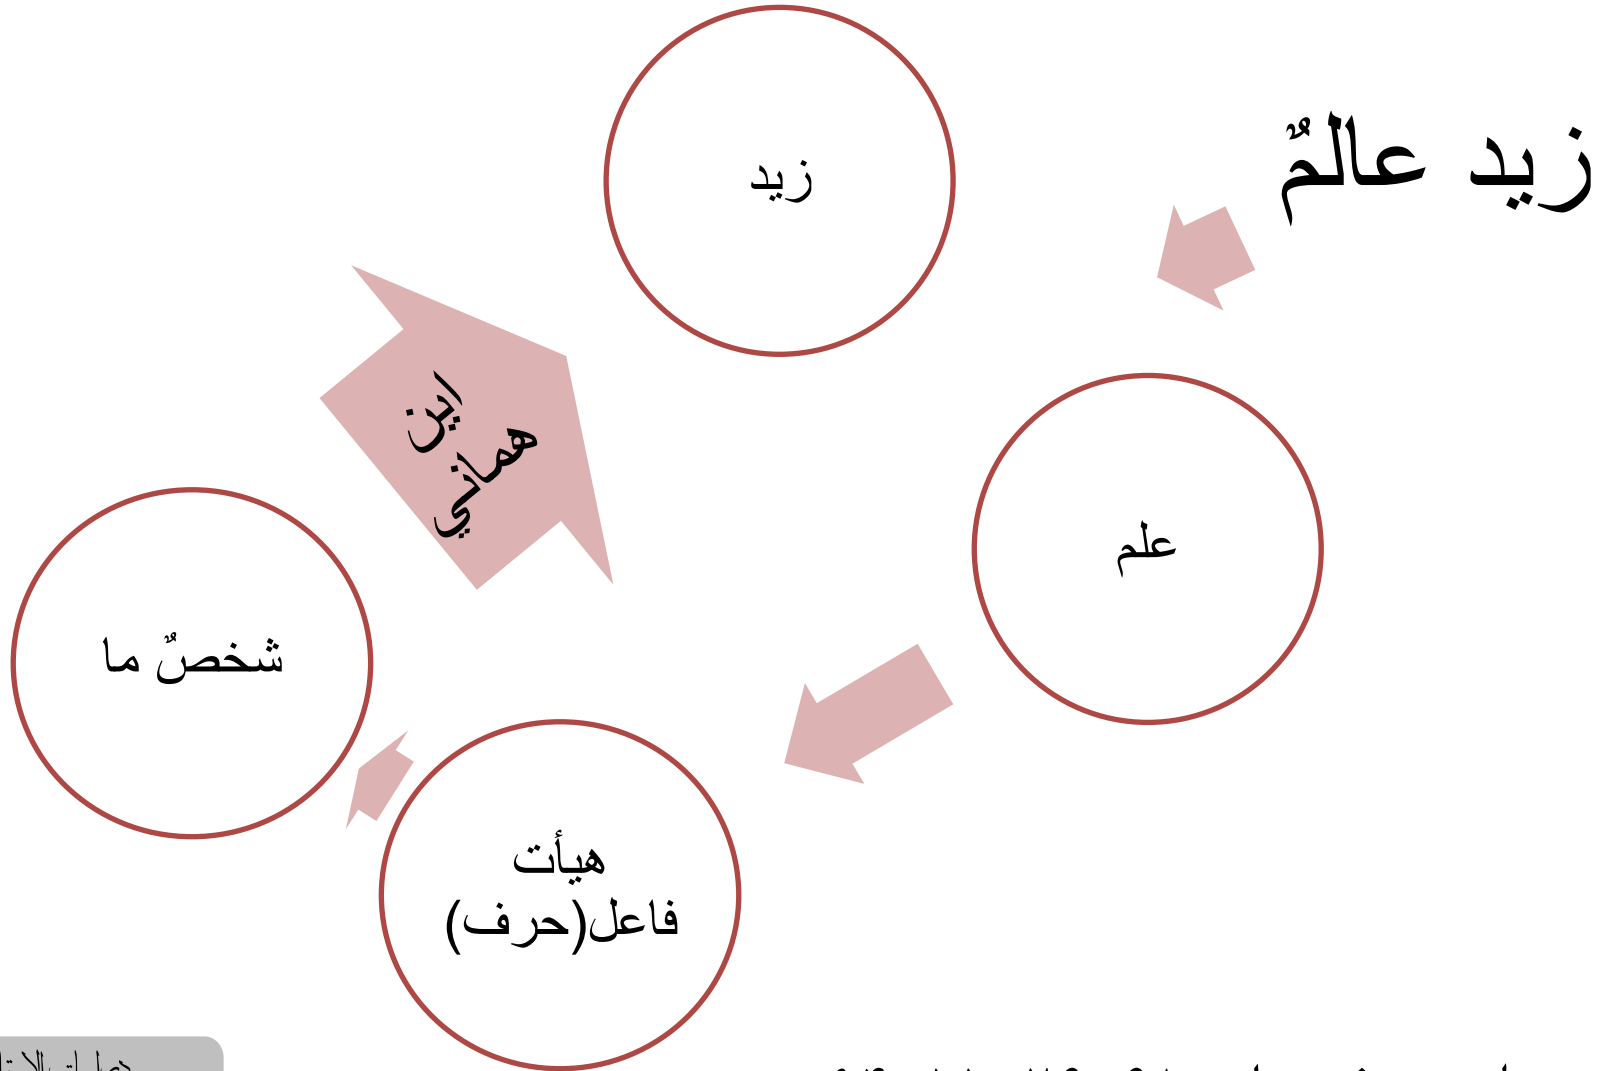 زيد عالمٌ
زيد
علم
اين
هماني
شخصٌ ما
هيأت
فاعل(حرف)